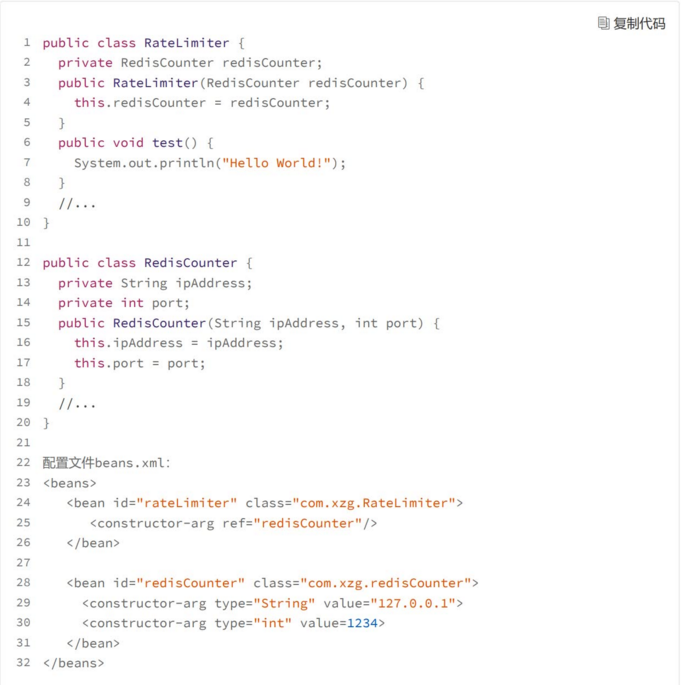 复制代码
1 public class RateLimiter {
2   private RedisCounter redisCounter;
3   public RateLimiter(RedisCounter redisCounter) {
4     this.redisCounter = redisCounter;
5   }
6   public void test() {
7     System.out.println("Hello World!");
8   }
9   //...
10 }
11
12 public class RedisCounter {
13   private String ipAddress;
14   private int port;
15   public RedisCounter(String ipAddress, int port) {
16     this.ipAddress = ipAddress;
17     this.port = port;
18   }
19   //...
20 }
21
22 配置文件beans.xml：
23 <beans>
24    <bean id="rateLimiter" class="com.xzg.RateLimiter">
25       <constructor-arg ref="redisCounter"/>
26    </bean>
27
28    <bean id="redisCounter" class="com.xzg.redisCounter">
29      <constructor-arg type="String" value="127.0.0.1">
30      <constructor-arg type="int" value=1234>
31    </bean>
32 </beans>